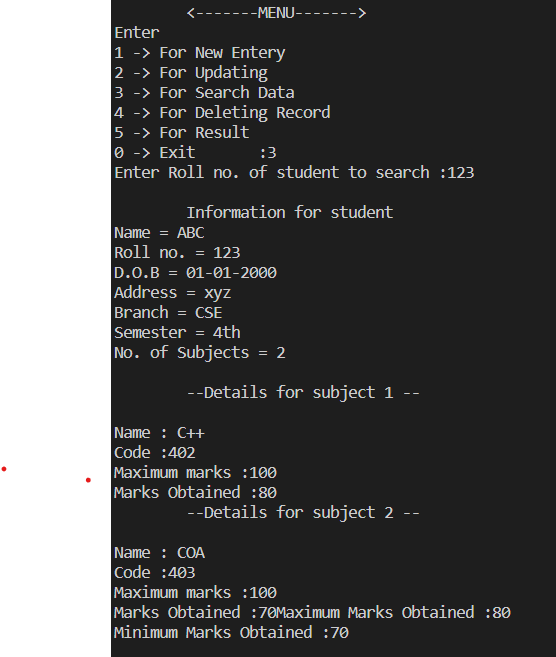 <-------MENU------->
Enter
1 -> For New Entery
2 -> For Updating
3 -> For Search Data
4 -> For Deleting Record
5 -> For Result
0 -> Exit       :3
Enter Roll no. of student to search :123
Information for student
Name = ABC
Roll no. = 123
D.O.B = 01-01-2000
Address = xyz
Branch = CSE
Semester = 4th
No. of Subjects = 2
--Details for subject 1 --
Name : C++
Code :402
Maximum marks :100
Marks Obtained :80
--Details for subject 2 --
Name : COA
Code :403
Maximum marks :100
Marks Obtained :70Maximum Marks Obtained :80
Minimum Marks Obtained :70